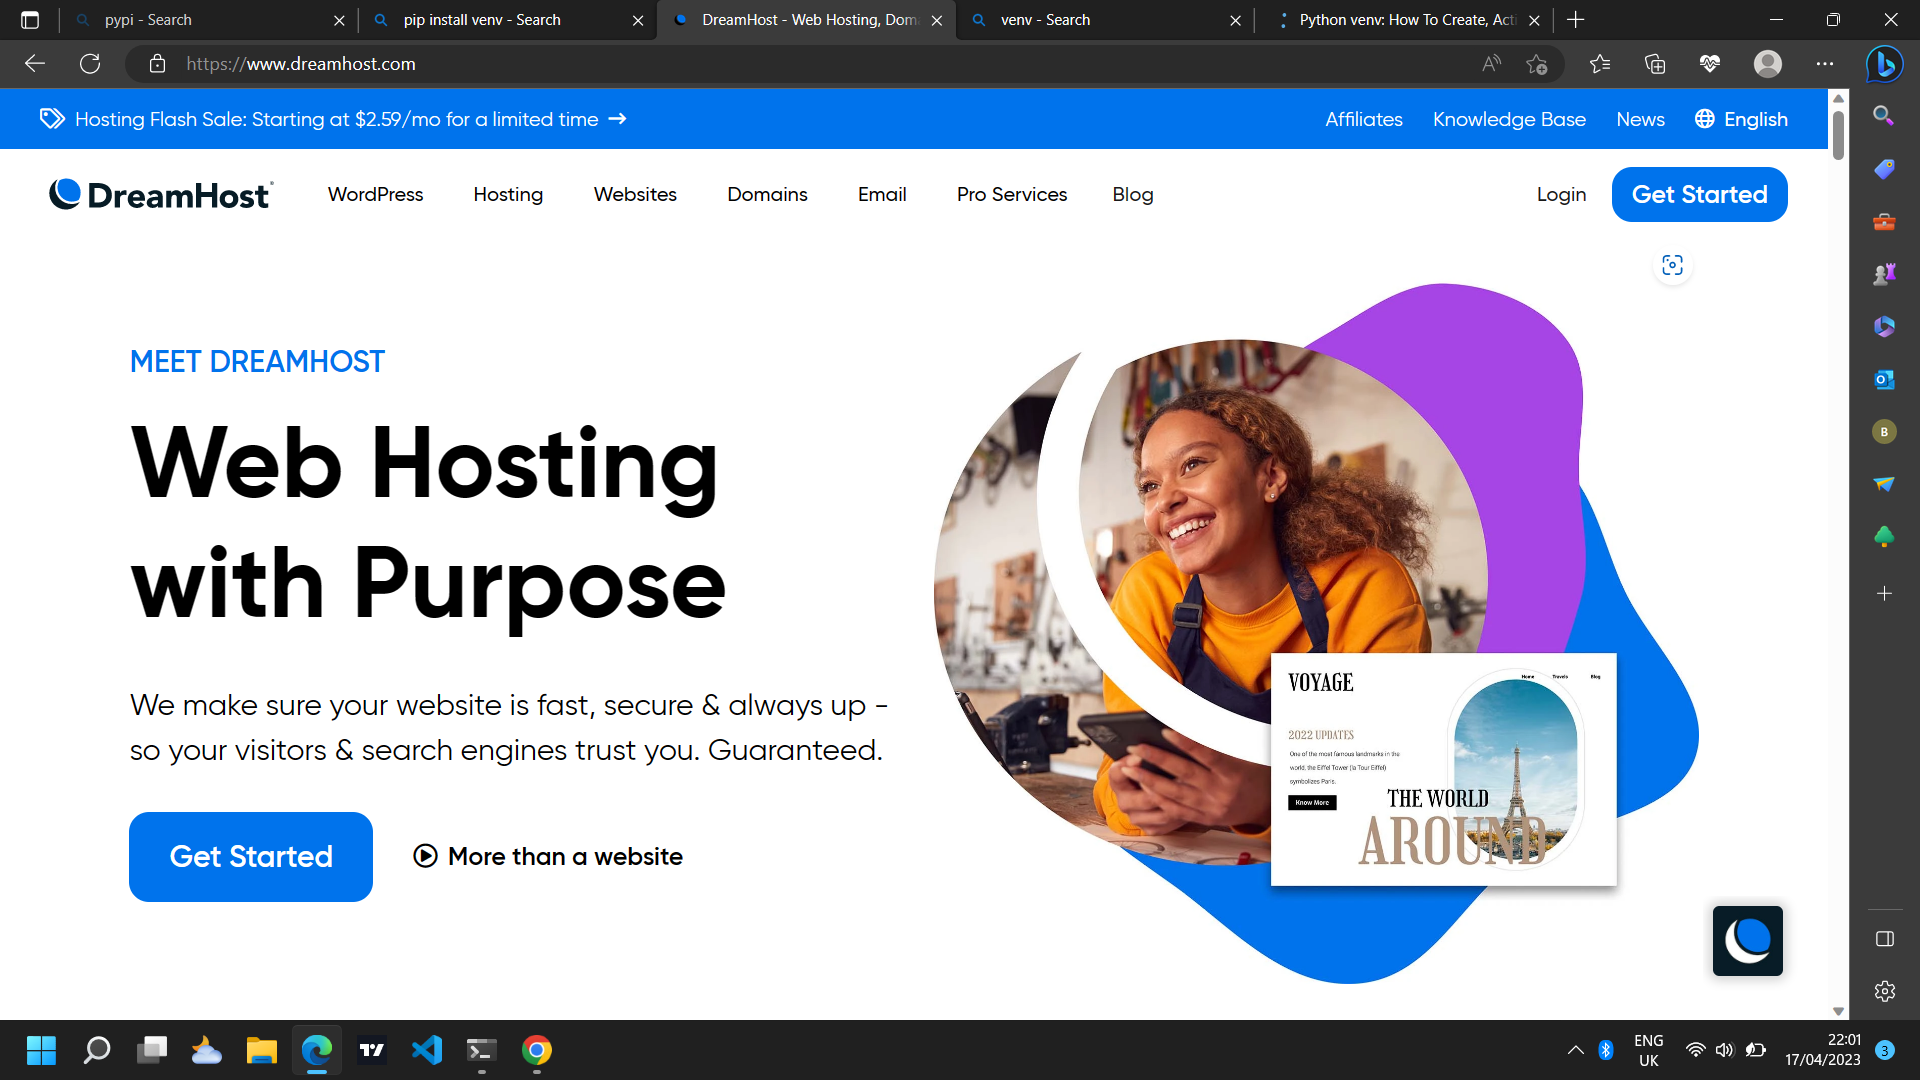 pypi - Search
pip install venv - Search
DreamHost - Web Hosting, Dom
venv - Search
Python venv: How To Create, Acti
https://www.dreamhost.com
Hosting Flash Sale: Starting at $2.59/mo for a limited time →
Affiliates
Knowledge Base
News
English
DreamHost
WordPress
Hosting
Websites
Domains
Email
Pro Services
Blog
Login
Get Started
MEET DREAMHOST
Web Hosting
with Purpose
We make sure your website is fast, secure & always up -
so your visitors & search engines trust you. Guaranteed.
Get Started
More than a website
VOYAGE
Home
Travels
Blog
2022 UPDATES
One of the most famous landmarks in the
world, the Eiffel Tower (la Tour Eiffel)
symbolizes Paris.
Know More
THE WORLD
AROUND
B
ENG
UK
22:01
17/04/2023
3